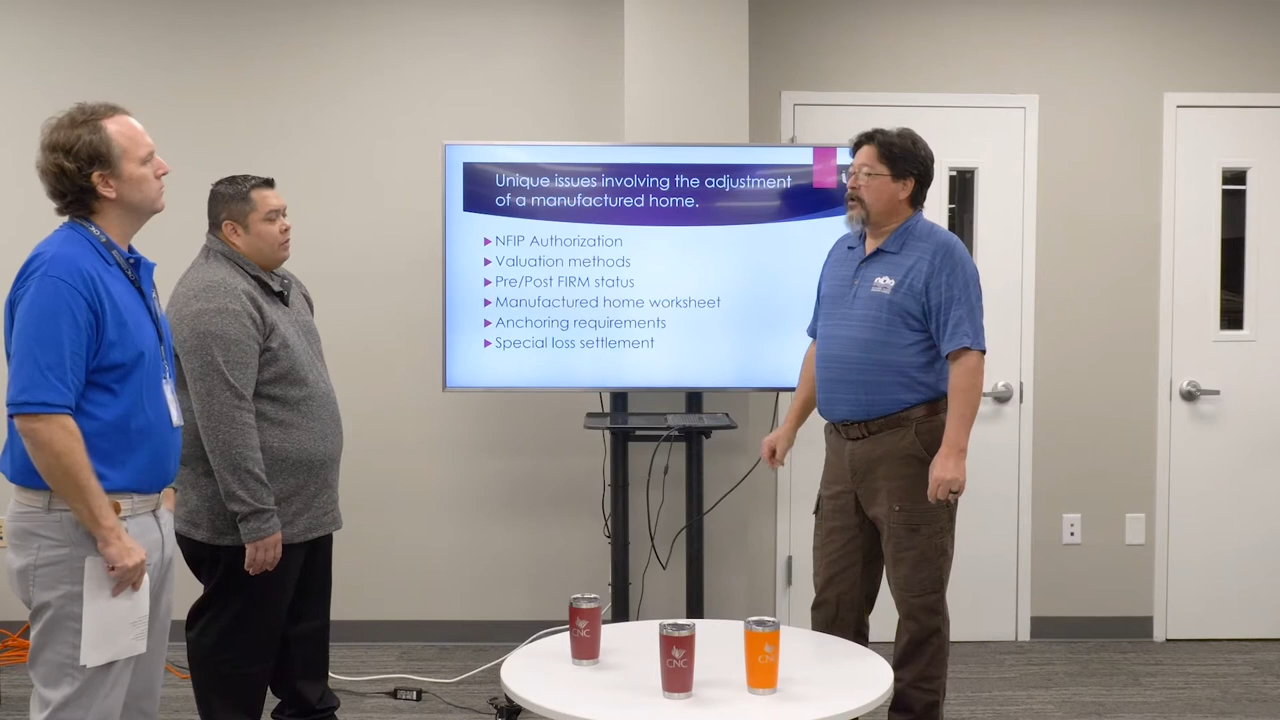 Unique issues involving the adjustment
of a manufactured home.
NFIP Authorization
Valuation methods
Pre/Post FIRM status
Manufactured home worksheet
Anchoring requirements
Special loss settlement
CNC
CNC
CNC